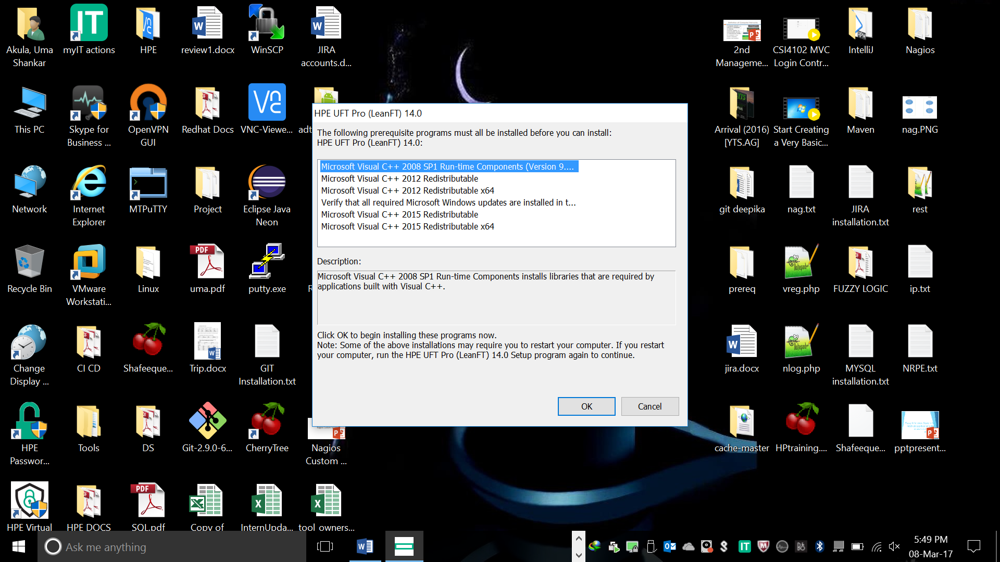 Akula, Uma
Shankar
myIT actions
HPE
review1.docx
WinSCP
JIRA
accounts.d...
2nd
Manageme...
CSI4102 MVC
Login Contr...
IntelliJ
Nagios
This PC
Skype for
Business ...
OpenVPN
GUI
Redhat Docs
VNC-Viewe...
adt
Arrival (2016)
[YTS.AG]
Start Creating
a Very Basic...
Maven
nag.PNG
HPE UFT Pro (LeanFT) 14.0
The following prerequisite programs must all be installed before you can install:
HPE UFT Pro (LeanFT) 14.0:
Microsoft Visual C++ 2008 SP1 Run-time Components (Version 9....
Microsoft Visual C++ 2012 Redistributable
Microsoft Visual C++ 2012 Redistributable x64
Verify that all required Microsoft Windows updates are installed in t...
Microsoft Visual C++ 2015 Redistributable
Microsoft Visual C++ 2015 Redistributable x64
Description:
Microsoft Visual C++ 2008 SP1 Run-time Components installs libraries that are required by
applications built with Visual C++.
Click OK to begin installing these programs now.
Note: Some of the above installations may require you to restart your computer. If you restart
your computer, run the HPE UFT Pro (LeanFT) 14.0 Setup program again to continue.
OK
Cancel
Network
Internet
Explorer
MTPuTTY
Project
Eclipse Java
Neon
git deepika
nag.txt
JIRA
installation.txt
rest
Recycle Bin
VMware
Workstati...
Linux
uma.pdf
putty.exe
prereq
vreg.php
FUZZY LOGIC
ip.txt
Change
Display ...
CI CD
Shafeeque...
Trip.docx
GIT
Installation.txt
jira.docx
nlog.php
MYSQL
installation.txt
NRPE.txt
HPE
Passwor...
Tools
DS
Git-2.9.0-6...
CherryTree
Nagios
Custom ...
cache-master
HPtraining....
Shafeeque...
pptpresent...
HPE Virtual
HPE DOCS
SQL.pdf
Copy of
InternUpda...
tool_owners...
Ask me anything
5:49 PM
08-Mar-17